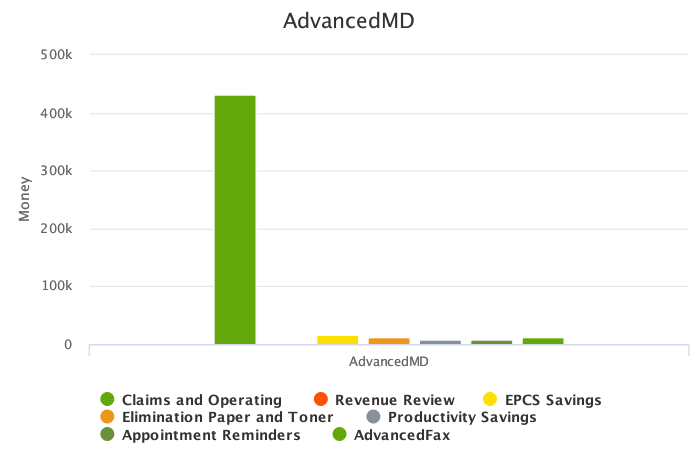 AdvancedMD
500k
400k
300k
200k
100k
0
Money
AdvancedMD
Claims and Operating Revenue Review EPCS Savings
Elimination Paper and Toner Productivity Savings
Appointment Reminders AdvancedFax